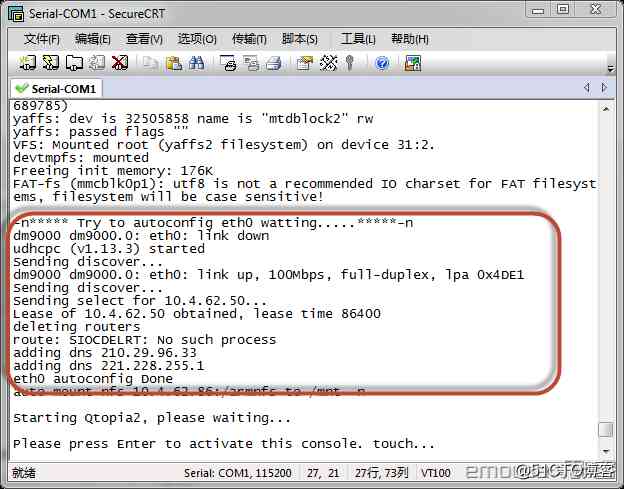 Serial-COM1 - SecureCRT
文件(F) 编辑(E) 查看(V) 选项(O) 传输(T) 脚本(S) 工具(L) 帮助(H)
Serial-COM1
689785)
yaffs: dev is 32505858 name is "mtdblock2" rw
yaffs: passed flags ""
VFS: Mounted root (yaffs2 filesystem) on device 31:2.
devtmpfs: mounted
Freeing init memory: 176K
FAT-fs (mmcblk0p1): utf8 is not a recommended IO charset for FAT filesyst
ems, filesystem will be case sensitive!
-n***** Try to autoconfig eth0 watting.....*****-n
dm9000 dm9000.0: eth0: link down
udhcpc (v1.13.3) started
Sending discover...
dm9000 dm9000.0: eth0: link up, 100Mbps, full-duplex, lpa 0x4DE1
Sending discover...
Sending select for 10.4.62.50...
Lease of 10.4.62.50 obtained, lease time 86400
deleting routers
route: SIOCDELRT: No such process
adding dns 210.29.96.33
adding dns 221.228.255.1
eth0 autoconfig Done
auto mount nfs 10.4.62.86:/armnfs to /mnt -n
Starting Qtopia2, please waiting...
Please press Enter to activate this console. touch...
就绪 Serial: COM1, 115200 27, 21 27行, 73列 VT100
@51CTO博客